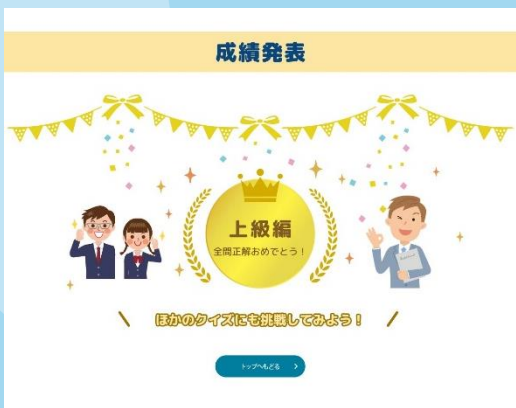 成績発表
上級編
全問正解おめでとう！
ほかのクイズにも挑戦してみよう！
トップへもどる